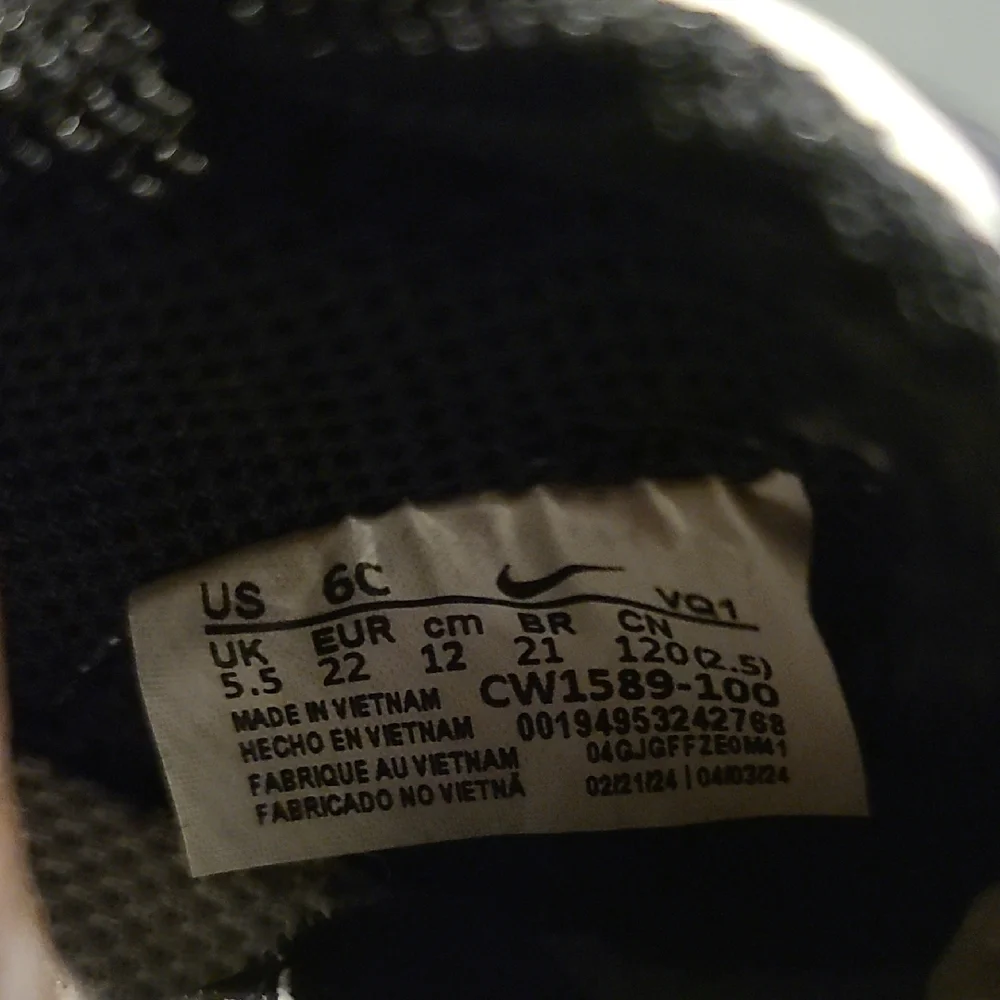 US 6C VQ1
UK EUR cm BR CN
5.5 22 12 21 120(2.5)
MADE IN VIETNAM CW1589-100
HECHO EN VIETNAM 00194953242768
FABRIQUE AU VIETNAM
FABRICADO NO VIETNÃ 02/21/24 | 04/03/24